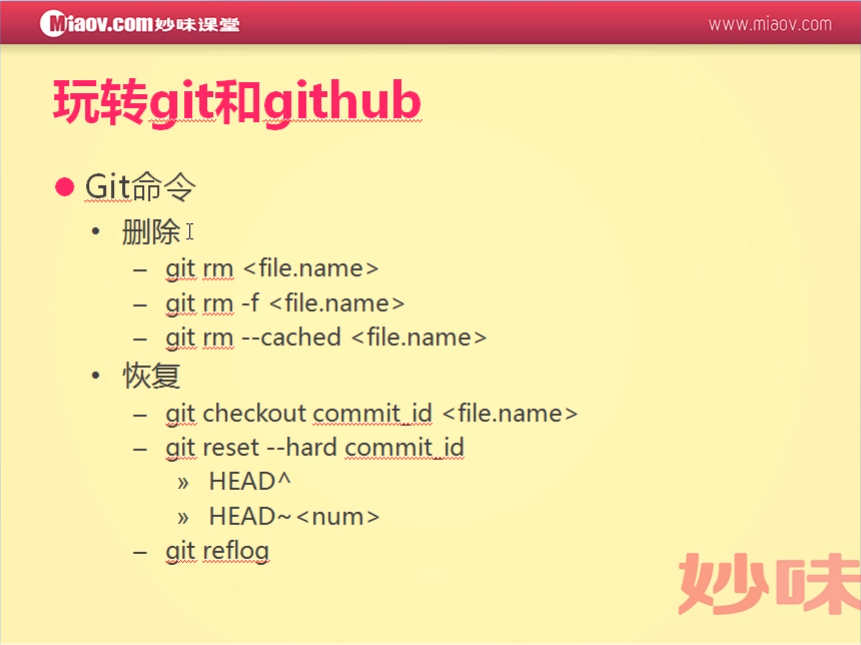 Miaov.com妙味课堂
www.miaov.com
玩转git和github
Git命令
删除
– git rm <file.name>
– git rm -f <file.name>
– git rm --cached <file.name>
恢复
– git checkout commit_id <file.name>
– git reset --hard commit_id
» HEAD^
» HEAD~<num>
– git reflog
妙味